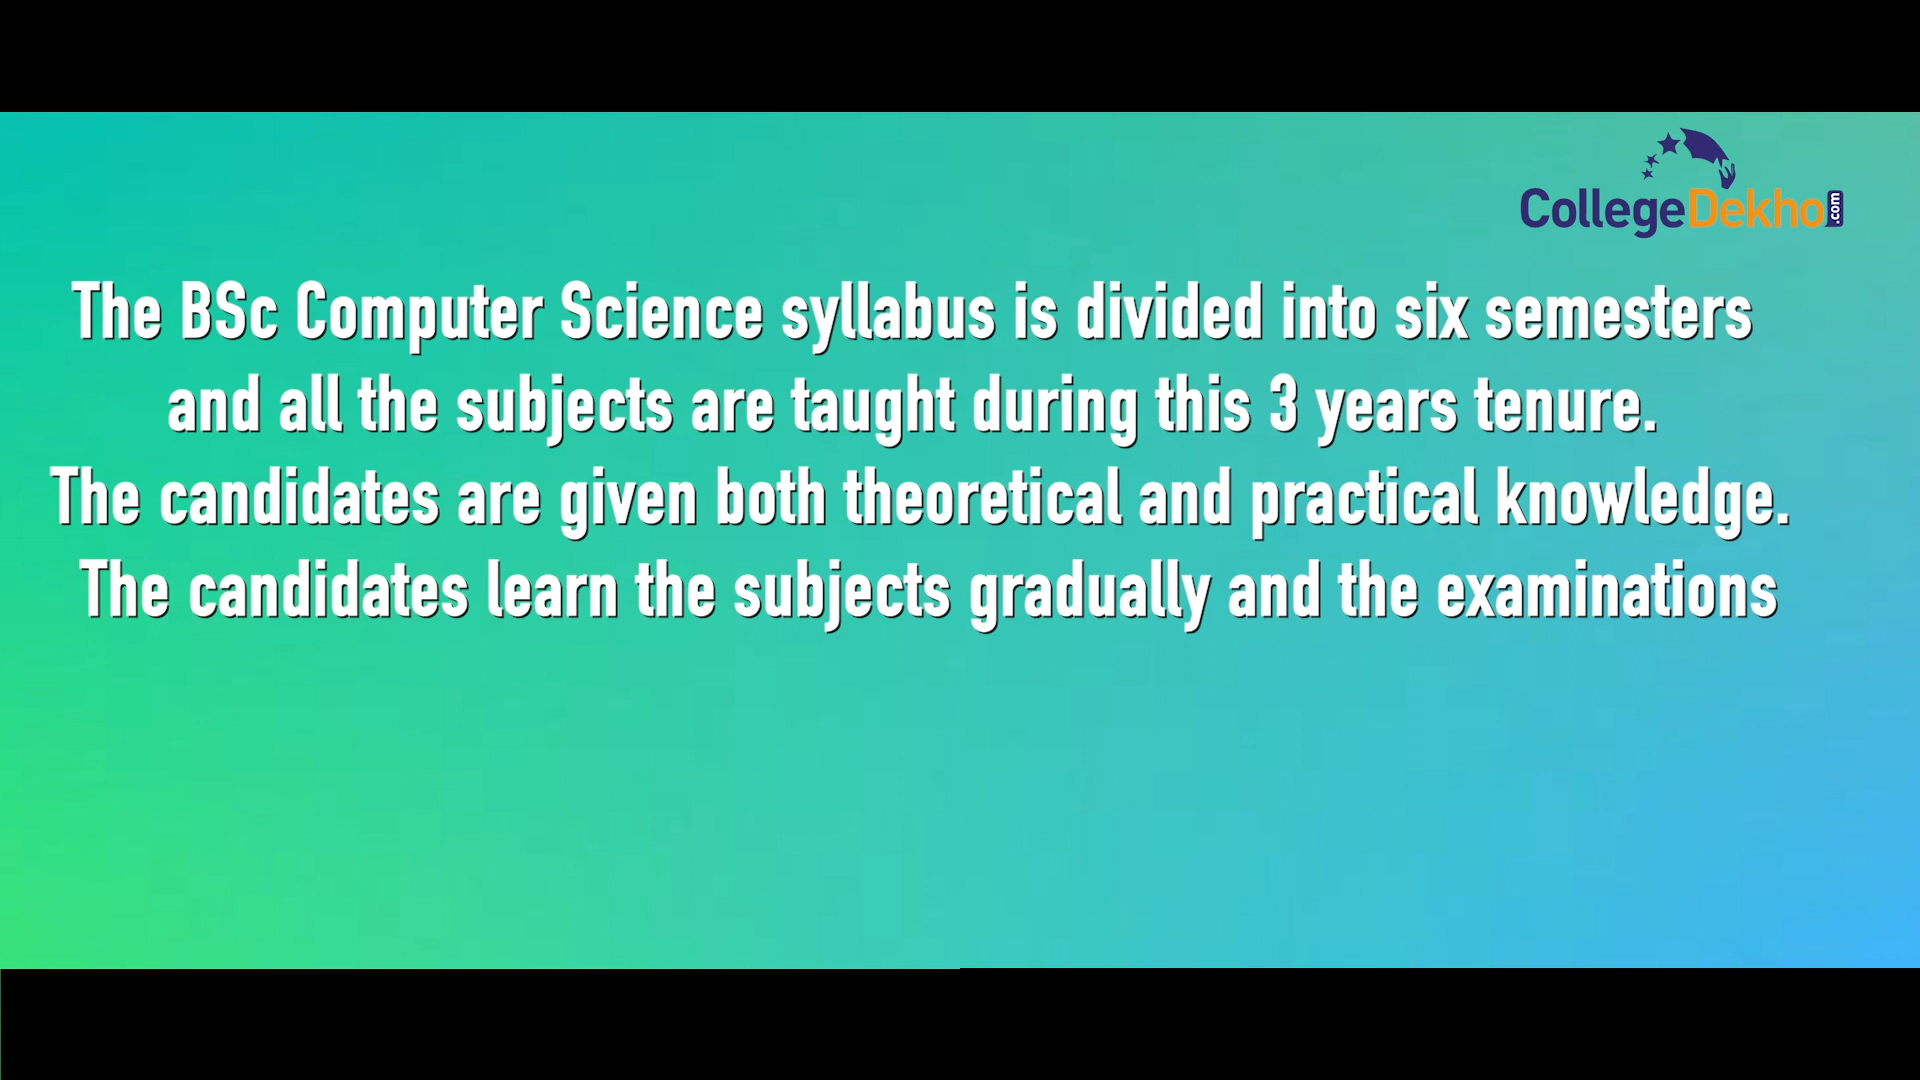 CollegeDekho.com
The BSc Computer Science syllabus is divided into six semesters
and all the subjects are taught during this 3 years tenure.
The candidates are given both theoretical and practical knowledge.
The candidates learn the subjects gradually and the examinations